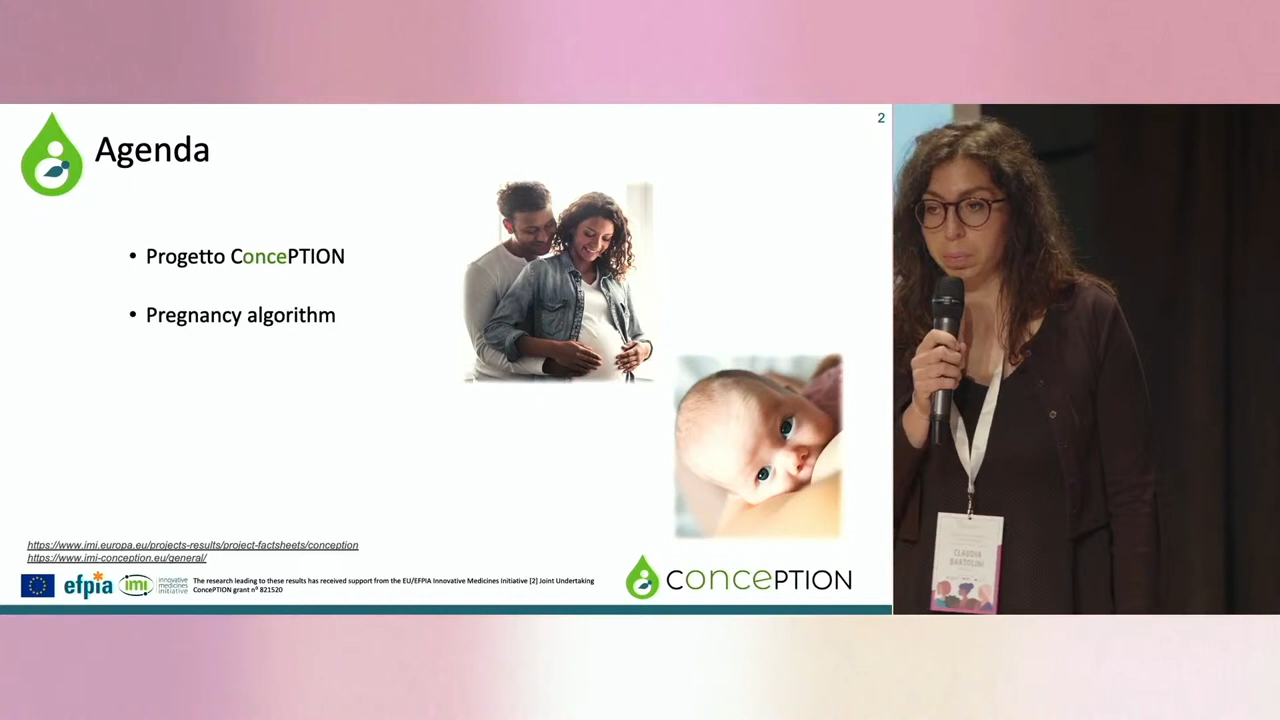 2
Agenda
• Progetto ConcePTION
• Pregnancy algorithm
https://www.imi.europa.eu/projects-results/project-factsheets/conception
https://www.imi-conception.eu/general/
efpia
imi
innovative
medicines
initiative
The research leading to these results has received support from the EU/EFPIA Innovative Medicines Initiative [2] Joint Undertaking
ConcePTION grant nº 821520
concePTION
CLAUDIA
BARTOLINI